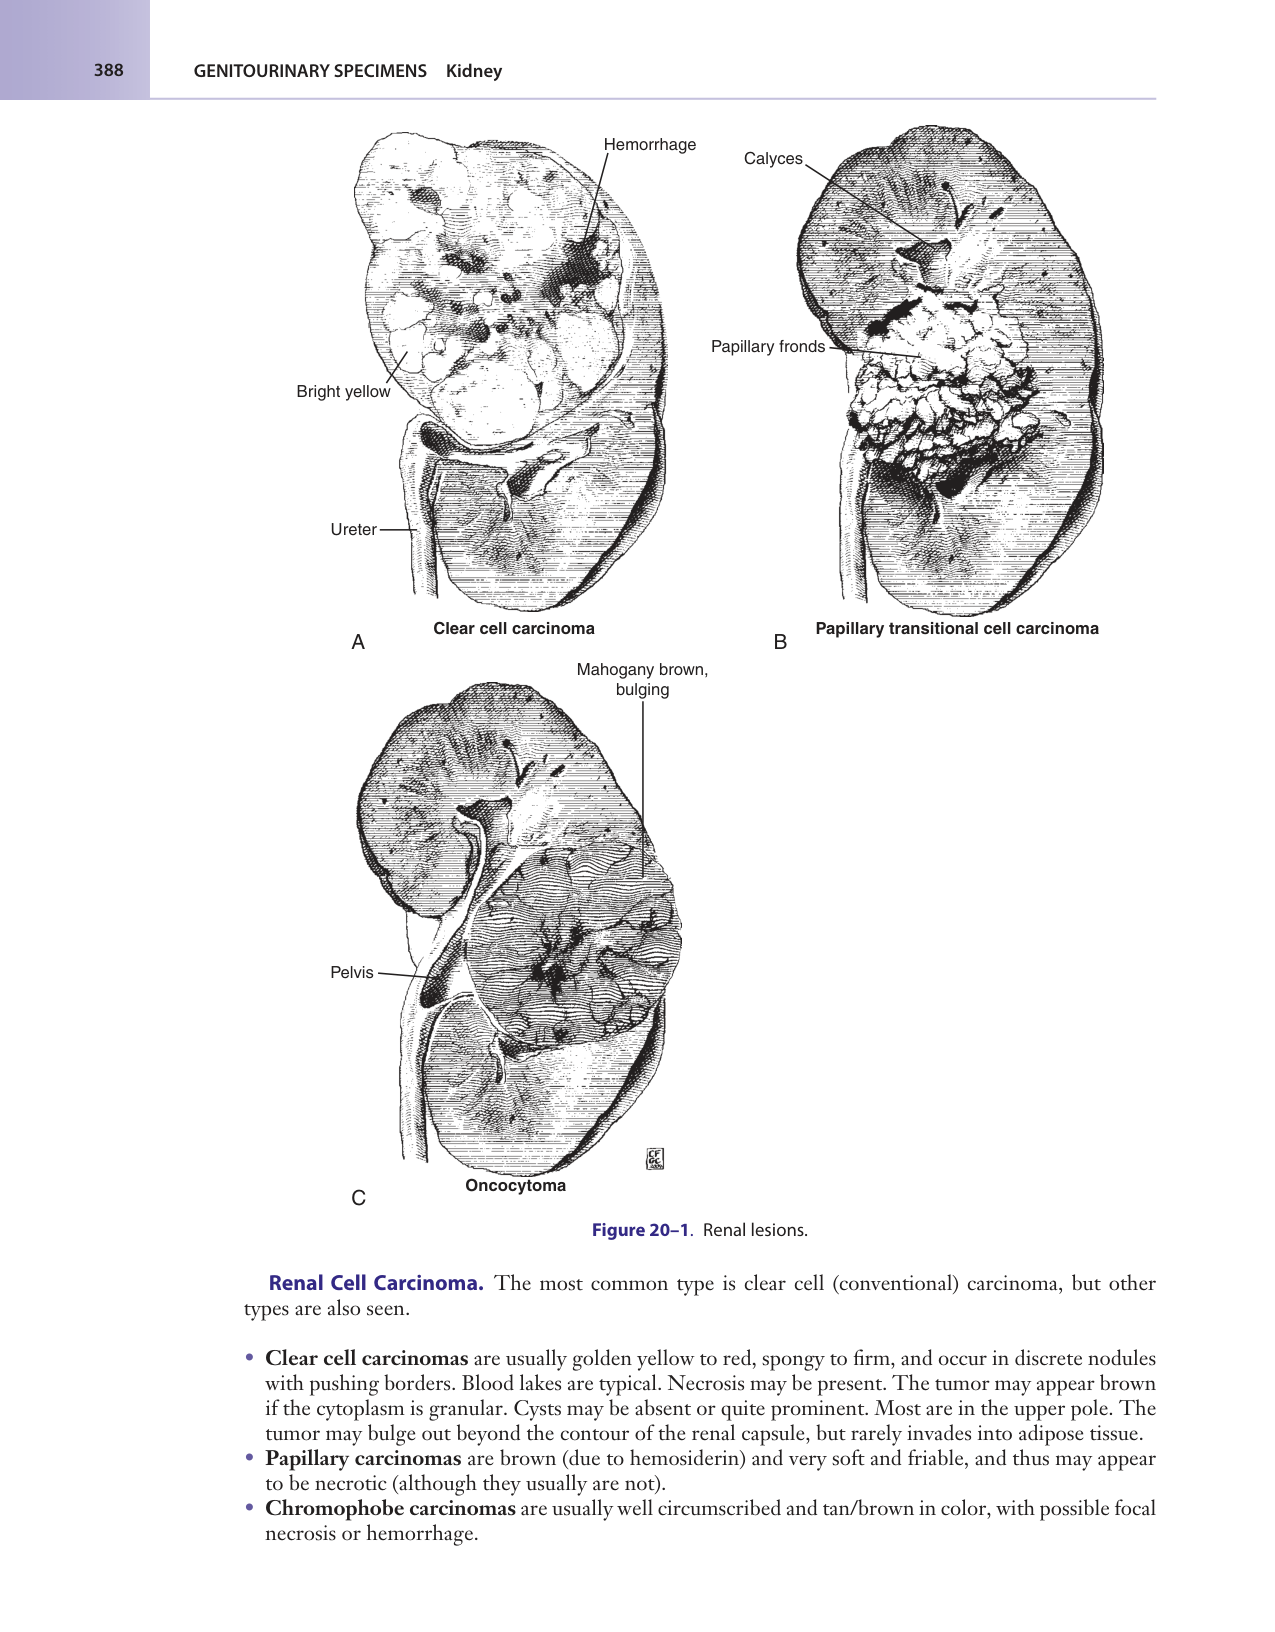 388
GENITOURINARY SPECIMENS Kidney
Hemorrhage
Calyces
Papillary fronds
Bright yellow
Ureter
Clear cell carcinoma
A
Papillary transitional cell carcinoma
B
Mahogany brown,
bulging
Pelvis
Oncocytoma
C
Figure 20–1. Renal lesions.
Renal Cell Carcinoma. The most common type is clear cell (conventional) carcinoma, but other
types are also seen.
• Clear cell carcinomas are usually golden yellow to red, spongy to firm, and occur in discrete nodules
with pushing borders. Blood lakes are typical. Necrosis may be present. The tumor may appear brown
if the cytoplasm is granular. Cysts may be absent or quite prominent. Most are in the upper pole. The
tumor may bulge out beyond the contour of the renal capsule, but rarely invades into adipose tissue.
• Papillary carcinomas are brown (due to hemosiderin) and very soft and friable, and thus may appear
to be necrotic (although they usually are not).
• Chromophobe carcinomas are usually well circumscribed and tan/brown in color, with possible focal
necrosis or hemorrhage.